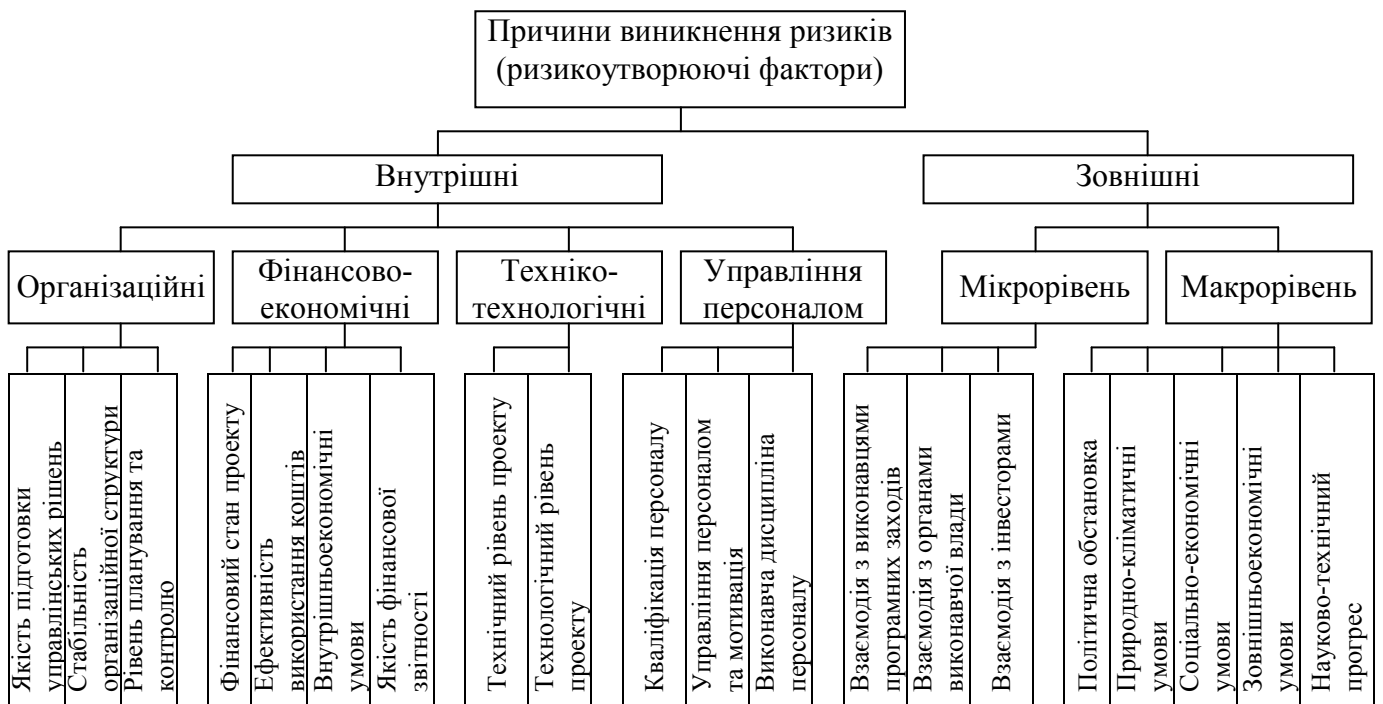 Причини виникнення ризиків
(ризикоутворюючі фактори)
Внутрішні
Зовнішні
Організаційні
Фінансово-
економічні
Техніко-
технологічні
Управління
персоналом
Мікрорівень
Макрорівень
Якість підготовки
управлінських рішень
Стабільність
організаційної структури
Рівень планування та
контролю
Фінансовий стан проекту
Ефективність
використання коштів
Внутрішньоекономічні
умови
Якість фінансової
звітності
Технічний рівень проекту
Технологічний рівень
проекту
Кваліфікація персоналу
Управління персоналом
та мотивація
Виконавча дисципліна
персоналу
Взаємодія з виконавцями
програмних заходів
Взаємодія з органами
виконавчої влади
Взаємодія з інвесторами
Політична обстановка
Природно-кліматичні
умови
Соціально-економічні
умови
Зовнішньоекономічні
умови
Науково-технічний
прогрес